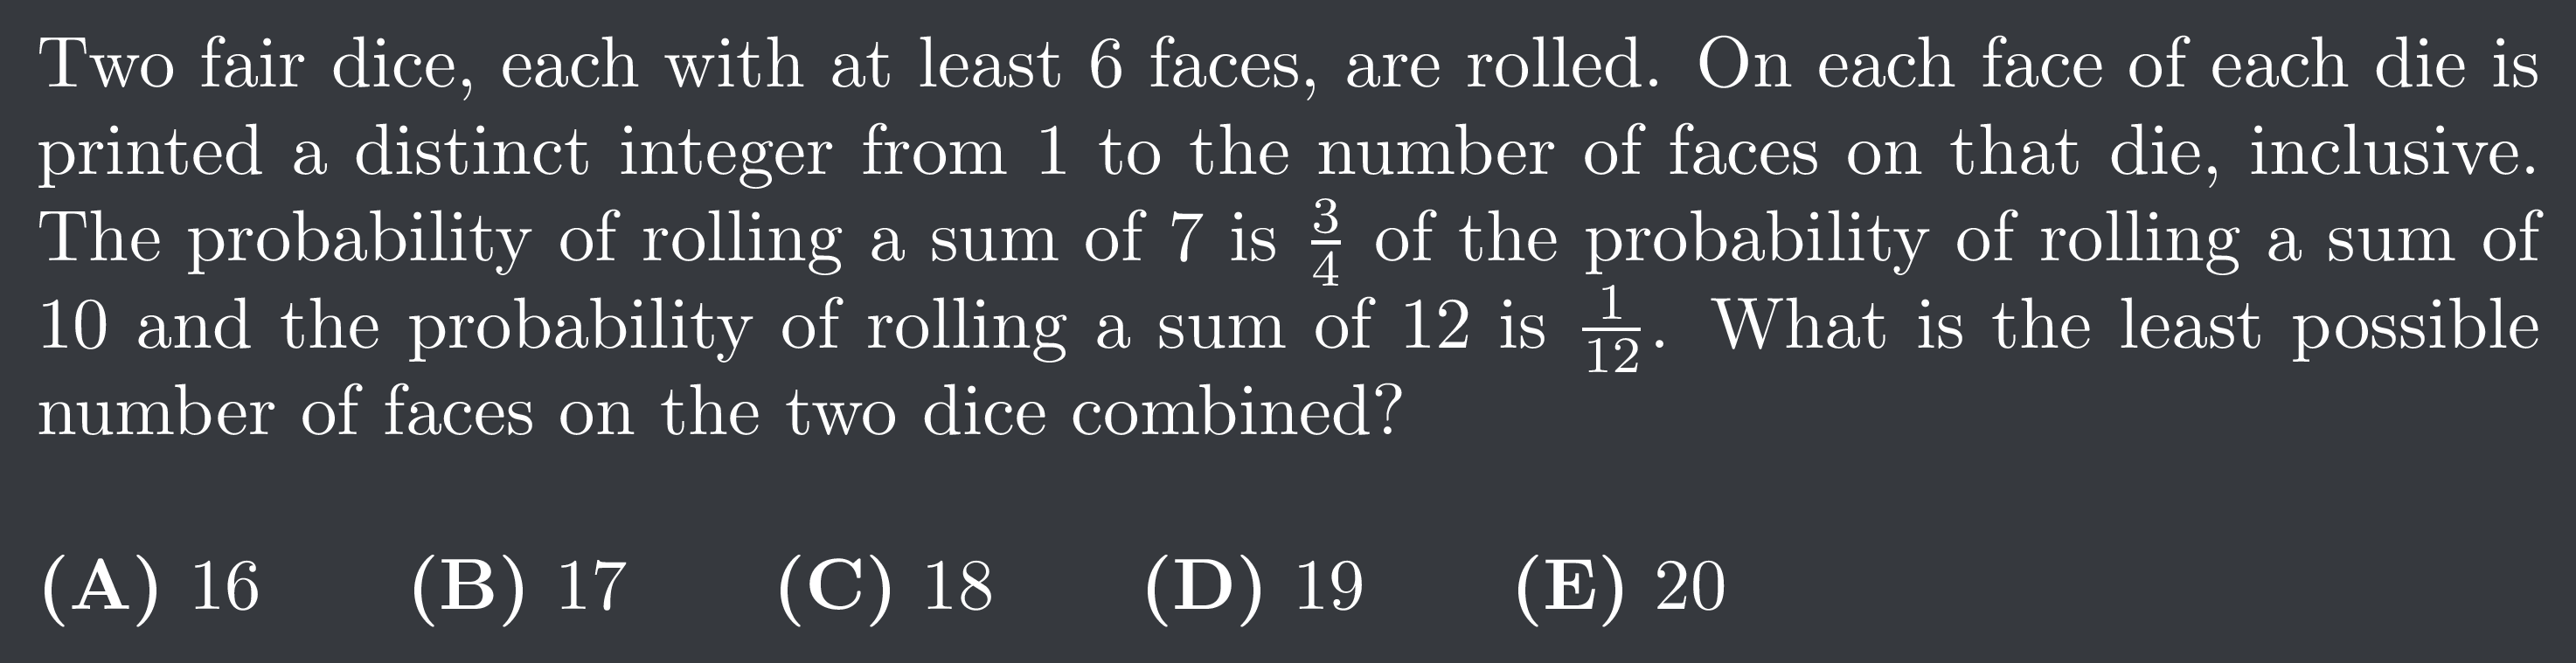 Two fair dice, each with at least 6 faces, are rolled. On each face of each die is
printed a distinct integer from 1 to the number of faces on that die, inclusive.
The probability of rolling a sum of 7 is $\frac{3}{4}$ of the probability of rolling a sum of
10 and the probability of rolling a sum of 12 is $\frac{1}{12}$. What is the least possible
number of faces on the two dice combined?
(A) 16 (B) 17 (C) 18 (D) 19 (E) 20